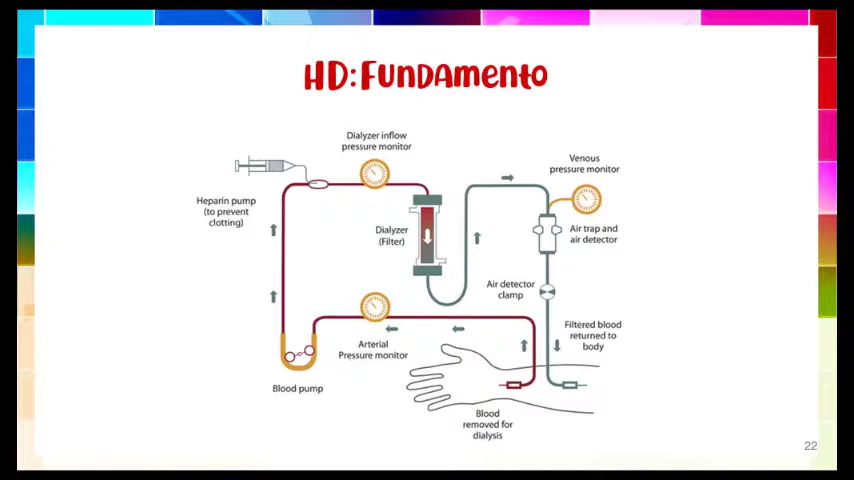 HD: Fundamento
Dialyzer inflow
pressure monitor
Venous
pressure monitor
Heparin pump
(to prevent
clotting)
Dialyzer
(Filter)
Air trap and
air detector
Air detector
clamp
Filtered blood
returned to
body
Arterial
Pressure monitor
Blood pump
Blood
removed for
dialysis
22